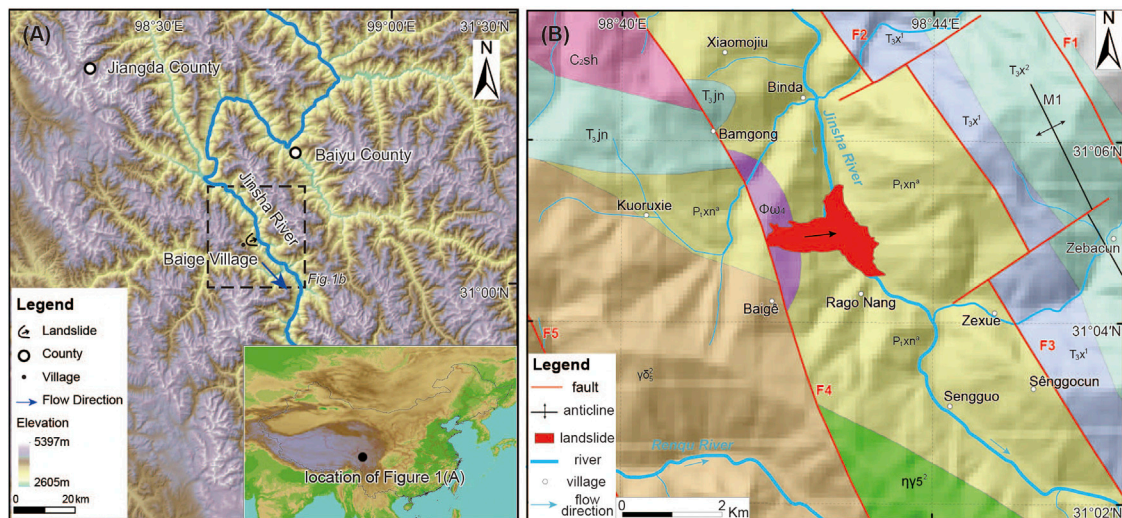 (A)
98°30'E
99°00'E
31°30'N
N
Jiangda County
Baiyu County
Jinsha River
Baige Village
Fig.1b
31°00'N
Legend
Landslide
County
Village
Flow Direction
Elevation
5397m
2605m
0
20km
location of Figure 1(A)
(B)
98°40'E
98°44'E
N
Xiaomojiu
F2
T₃x¹
F1
C₂sh
T₃x²
M1
T₃jn
Binda
T₃x¹
T₃jn
Bamgong
Jinsha River
31°06'N
Kuoruxie
P₁xnᵃ
Φω₄
P₁xnᵃ
Zebacun
Baigê
Rago Nang
Zexue
31°04'N
F5
P₁xnᵃ
F3
T₃x¹
γδ₅²
F4
Sênggocun
Sengguo
ηγ5²
31°02'N
Legend
fault
anticline
landslide
river
village
flow
direction
0
2
Km